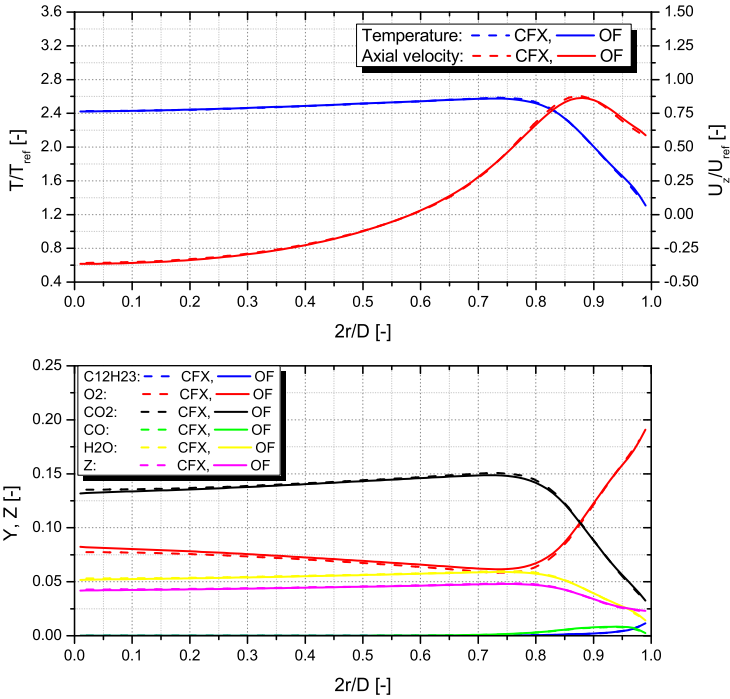 Temperature: CFX, OF
Axial velocity: CFX, OF
3.6
3.2
2.8
2.4
2.0
1.6
1.2
0.8
0.4
T/Tref [-]
1.50
1.25
1.00
0.75
0.50
0.25
0.00
-0.25
-0.50
Uz/Uref [-]
0.0 0.1 0.2 0.3 0.4 0.5 0.6 0.7 0.8 0.9 1.0
2r/D [-]
C12H23: CFX, OF
O2: CFX, OF
CO2: CFX, OF
CO: CFX, OF
H2O: CFX, OF
Z: CFX, OF
0.25
0.20
0.15
0.10
0.05
0.00
Y, Z [-]
0.0 0.1 0.2 0.3 0.4 0.5 0.6 0.7 0.8 0.9 1.0
2r/D [-]